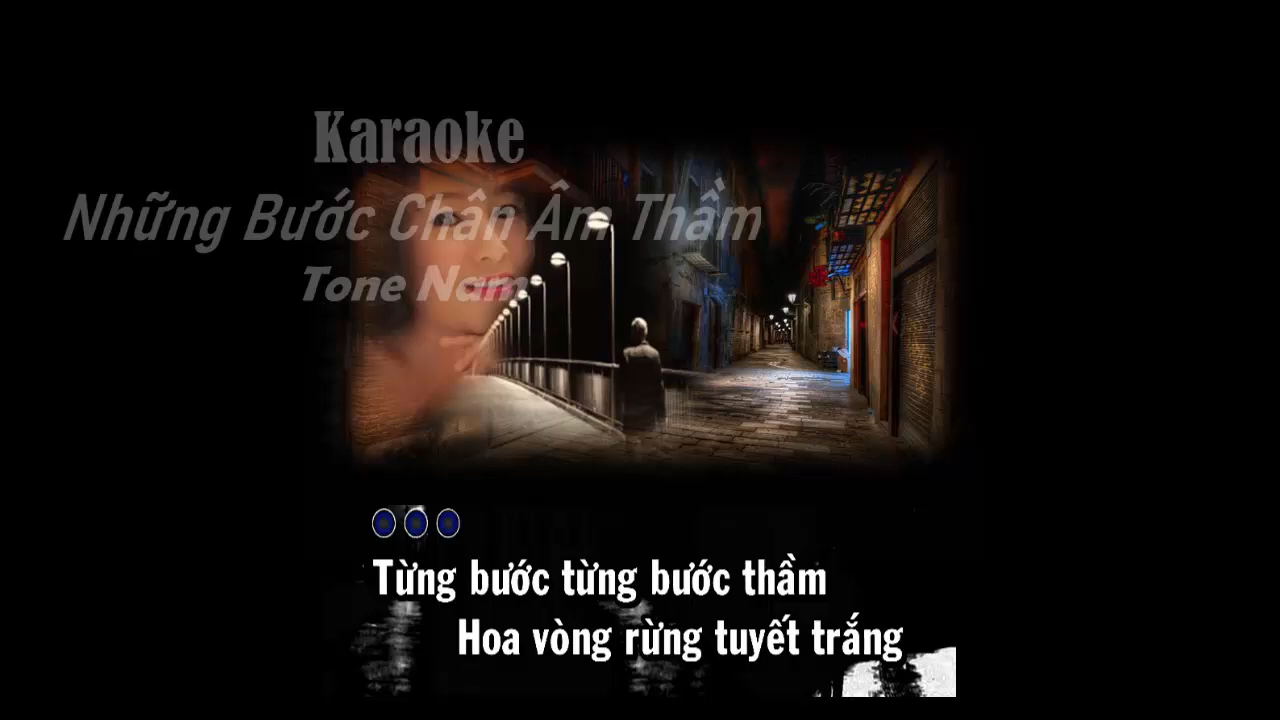 Karaoke
Những Bước Chân Âm Thầm
Tone Nam
Từng bước từng bước thầm
Hoa vòng rừng tuyết trắng